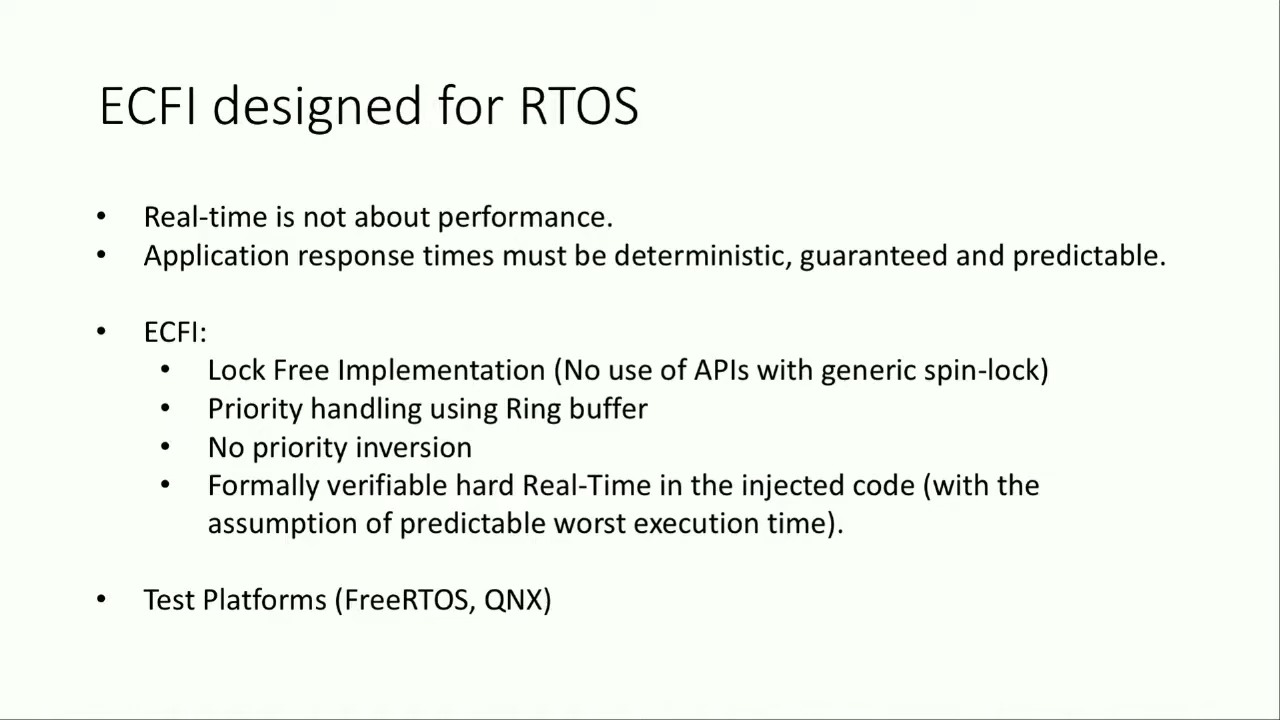 ECFI designed for RTOS
• Real-time is not about performance.
• Application response times must be deterministic, guaranteed and predictable.
• ECFI:
• Lock Free Implementation (No use of APIs with generic spin-lock)
• Priority handling using Ring buffer
• No priority inversion
• Formally verifiable hard Real-Time in the injected code (with the
assumption of predictable worst execution time).
• Test Platforms (FreeRTOS, QNX)